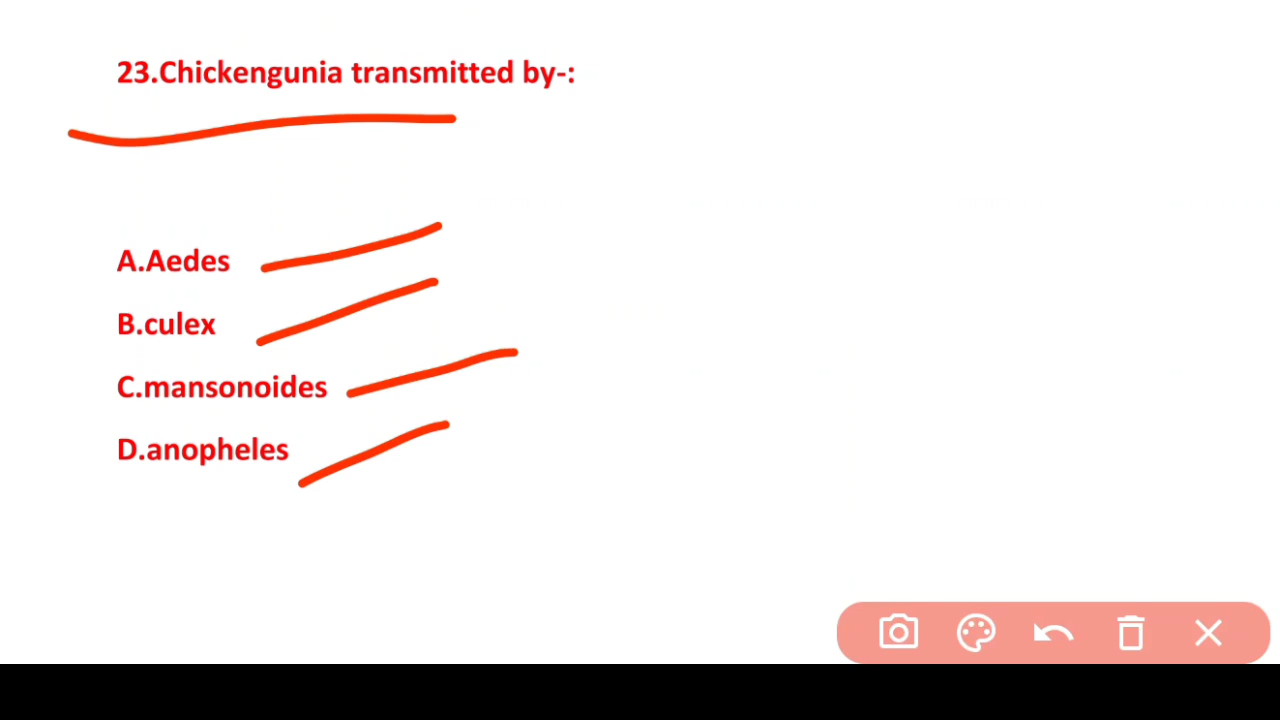 23.Chickengunia transmitted by-:
A.Aedes
B.culex
C.mansonoides
D.anopheles